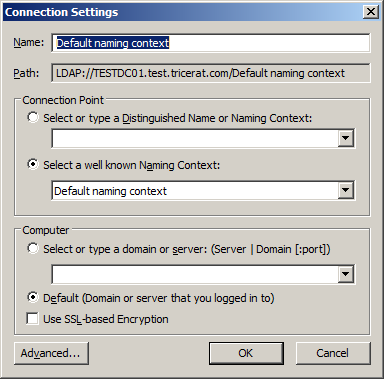 Connection Settings
Name: Default naming context
Path: LDAP://TESTDC01.test.tricerat.com/Default naming context
Connection Point
Select or type a Distinguished Name or Naming Context:
Select a well known Naming Context:
Default naming context
Computer
Select or type a domain or server: (Server | Domain [:port])
Default (Domain or server that you logged in to)
Use SSL-based Encryption
Advanced... OK Cancel